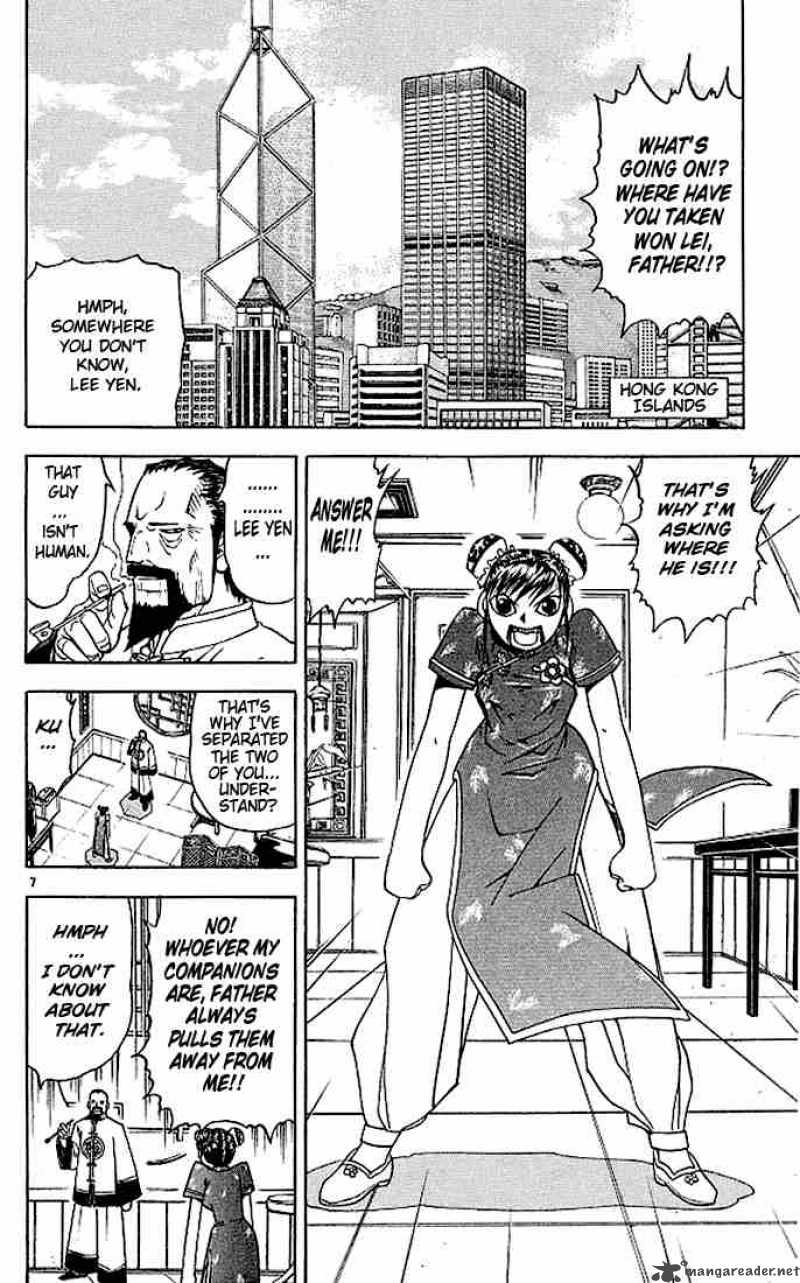 WHAT'S
GOING ON!?
WHERE HAVE
YOU TAKEN
WON LEI,
FATHER!!?
HMPH,
SOMEWHERE
YOU DON'T
KNOW,
LEE YEN.
HONG KONG
ISLANDS
THAT'S
WHY I'M
ASKING
WHERE
HE IS!!!
ANSWER
ME!!!
......
........
LEE YEN
...
THAT
GUY
...
ISN'T
HUMAN.
THAT'S
WHY I'VE
SEPARATED
THE TWO
OF YOU...
UNDER-
STAND?
KU
...
7
NO!
WHOEVER MY
COMPANIONS
ARE, FATHER
ALWAYS
PULLS THEM
AWAY FROM
ME!!
HMPH
...
I DON'T
KNOW
ABOUT
THAT.
mangareader.net